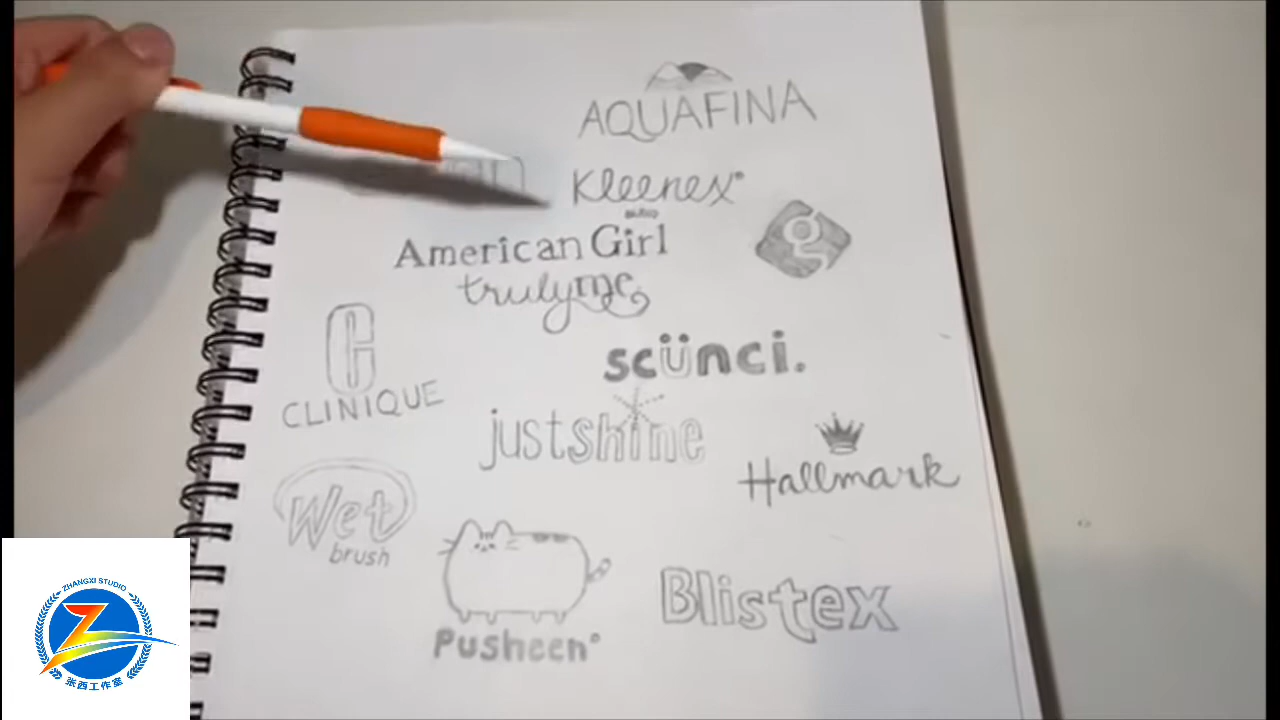 AQUAFINA
Kleenex®
American Girl
trulyme
g
scünci.
C
CLINIQUE
justshine
Hallmark
Wet
brush
Pusheen®
Blistex
ZHANGXI STUDIO
Z
张西工作室